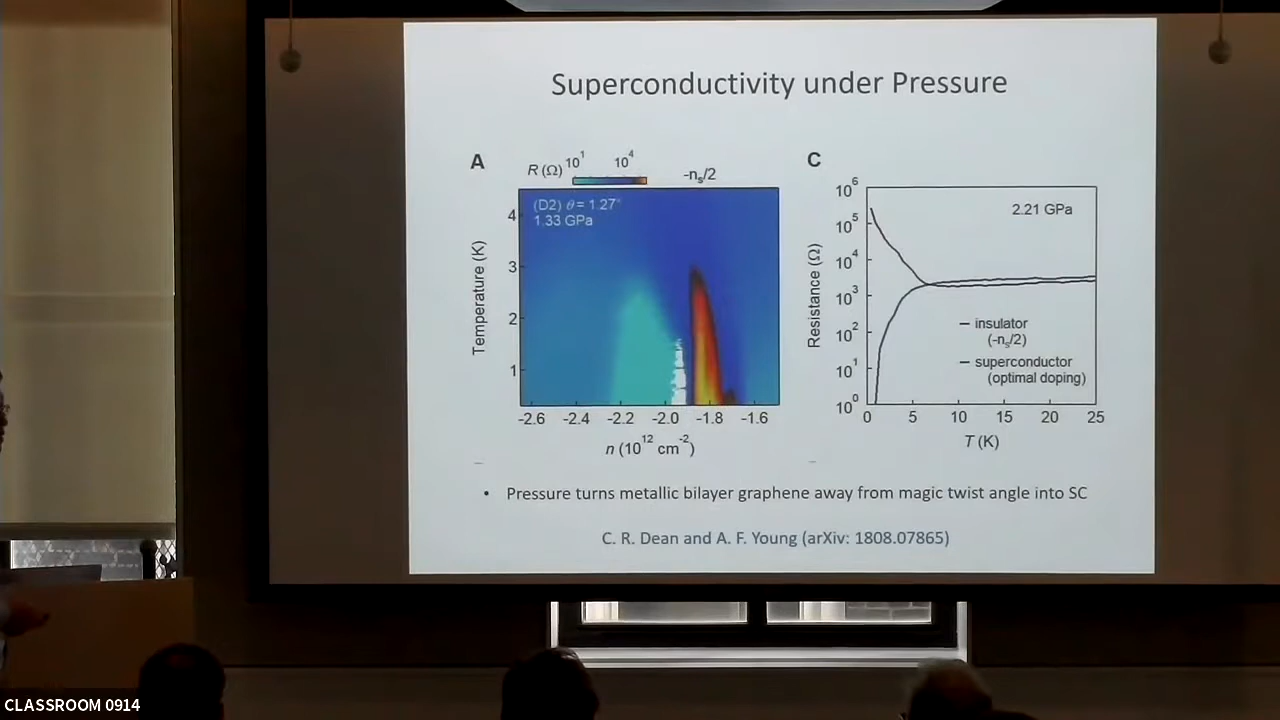 Superconductivity under Pressure
A
R (Ω) 10¹ 10⁴ -nₛ/2
(D2) θ = 1.27°
1.33 GPa
Temperature (K)
4
3
2
1
-2.6 -2.4 -2.2 -2.0 -1.8 -1.6
n (10¹² cm⁻²)
C
2.21 GPa
Resistance (Ω)
10⁶
10⁵
10⁴
10³
10²
10¹
10⁰
insulator
(-nₛ/2)
superconductor
(optimal doping)
0 5 10 15 20 25
T (K)
• Pressure turns metallic bilayer graphene away from magic twist angle into SC
C. R. Dean and A. F. Young (arXiv: 1808.07865)
CLASSROOM 0914